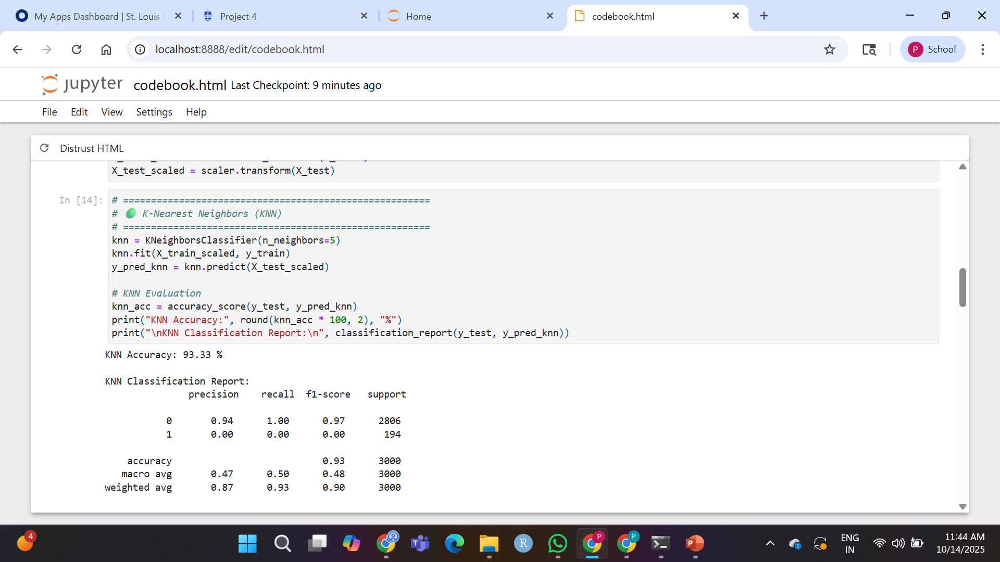 My Apps Dashboard | St. Louis
Project 4
Home
codebook.html
localhost:8888/edit/codebook.html
P School
jupyter codebook.html Last Checkpoint: 9 minutes ago
File Edit View Settings Help
Distrust HTML
X_test_scaled = scaler.transform(X_test)
In [14]:
# =======================================================
# K-Nearest Neighbors (KNN)
# =======================================================
knn = KNeighborsClassifier(n_neighbors=5)
knn.fit(X_train_scaled, y_train)
y_pred_knn = knn.predict(X_test_scaled)
# KNN Evaluation
knn_acc = accuracy_score(y_test, y_pred_knn)
print("KNN Accuracy:", round(knn_acc * 100, 2), "%")
print("\nKNN Classification Report:\n", classification_report(y_test, y_pred_knn))
KNN Accuracy: 93.33 %
KNN Classification Report:
precision recall f1-score support
0 0.94 1.00 0.97 2806
1 0.00 0.00 0.00 194
accuracy 0.93 3000
macro avg 0.47 0.50 0.48 3000
weighted avg 0.87 0.93 0.90 3000
4
T
R
P
P
P
ENG
IN
11:44 AM
10/14/2025